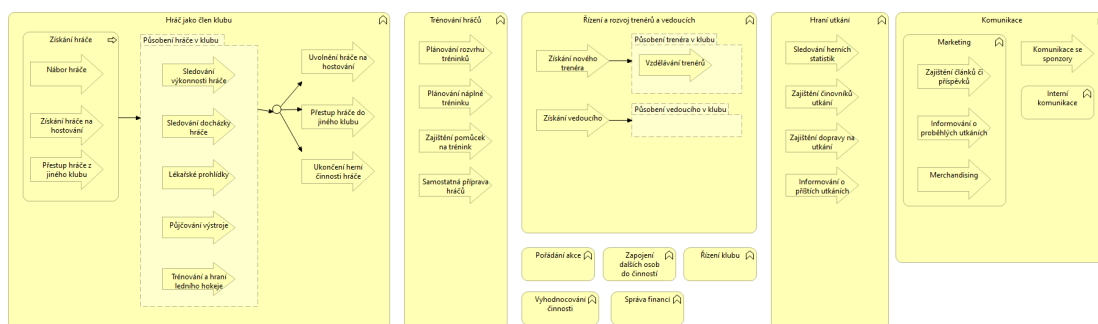 Hráč jako člen klubu
Získání hráče
Nábor hráče
Získání hráče na
hostování
Přestup hráče z
jiného klubu
Působení hráče v klubu
Sledování
výkonnosti hráče
Sledování docházky
hráče
Lékařské prohlídky
Půjčování výstroje
Trénování a hraní
ledního hokeje
Uvolnění hráče na
hostování
Přestup hráče do
jiného klubu
Ukončení herní
činnosti hráče
Trénování hráčů
Plánování rozvrhu
tréninků
Plánování náplně
tréninku
Zajištění pomůcek
na trénink
Samostatná příprava
hráčů
Řízení a rozvoj trenérů a vedoucích
Získání nového
trenéra
Působení trenéra v klubu
Vzdělávání trenérů
Získání vedoucího
Působení vedoucího v klubu
Pořádání akce
Zapojení
dalších osob
do činností
Řízení klubu
Vyhodnocování
činnosti
Správa financí
Hraní utkání
Sledování herních
statistik
Zajištění činovníků
utkání
Zajištění dopravy na
utkání
Informování o
příštích utkáních
Komunikace
Marketing
Zajištění článků či
příspěvků
Informování o
proběhlých utkáních
Merchandising
Komunikace se
sponzory
Interní
komunikace